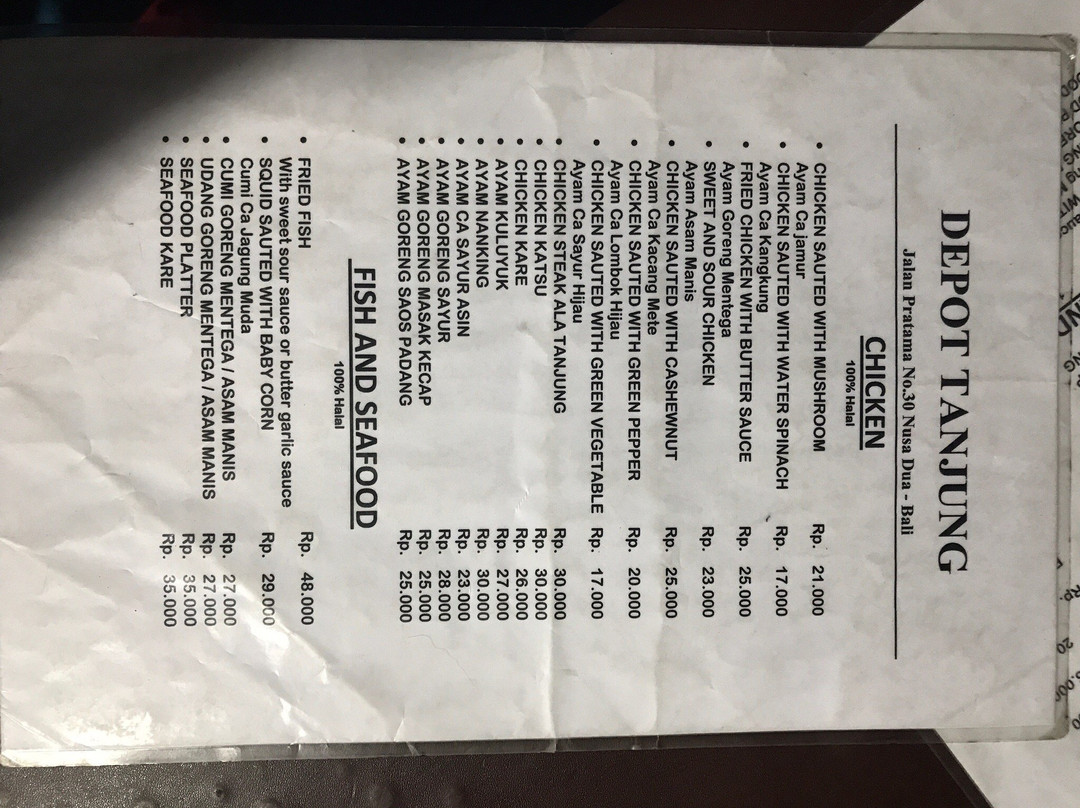 DEPOT TANJUNG
Jalan Pratama No.30 Nusa Dua - Bali
CHICKEN
100% Halal
• CHICKEN SAUTED WITH MUSHROOM Rp. 21.000
Ayam Ca jamur
• CHICKEN SAUTED WITH WATER SPINACH Rp. 17.000
Ayam Ca Kangkung
• FRIED CHICKEN WITH BUTTER SAUCE Rp. 25.000
Ayam Goreng Mentega
• SWEET AND SOUR CHICKEN Rp. 23.000
Ayam Asam Manis
• CHICKEN SAUTED WITH CASHEWNUT Rp. 25.000
Ayam Ca Kacang Mete
• CHICKEN SAUTED WITH GREEN PEPPER Rp. 20.000
Ayam Ca Lombok Hijau
• CHICKEN SAUTED WITH GREEN VEGETABLE Rp. 17.000
Ayam Ca Sayur Hijau
• CHICKEN STEAK ALA TANJUNG Rp. 30.000
• CHICKEN KATSU Rp. 30.000
• CHICKEN KARE Rp. 26.000
• AYAM KULUYUK Rp. 27.000
• AYAM NANKING Rp. 30.000
• AYAM CA SAYUR ASIN Rp. 23.000
• AYAM GORENG SAYUR Rp. 28.000
• AYAM GORENG MASAK KECAP Rp. 25.000
• AYAM GORENG SAOS PADANG Rp. 25.000
FISH AND SEAFOOD
100% Halal
• FRIED FISH Rp. 48.000
With sweet sour sauce or butter garlic sauce
• SQUID SAUTED WITH BABY CORN Rp. 29.000
Cumi Ca Jagung Muda
• CUMI GORENG MENTEGA / ASAM MANIS Rp. 27.000
• UDANG GORENG MENTEGA / ASAM MANIS Rp. 27.000
• SEAFOOD PLATTER Rp. 35.000
• SEAFOOD KARE Rp. 35.000